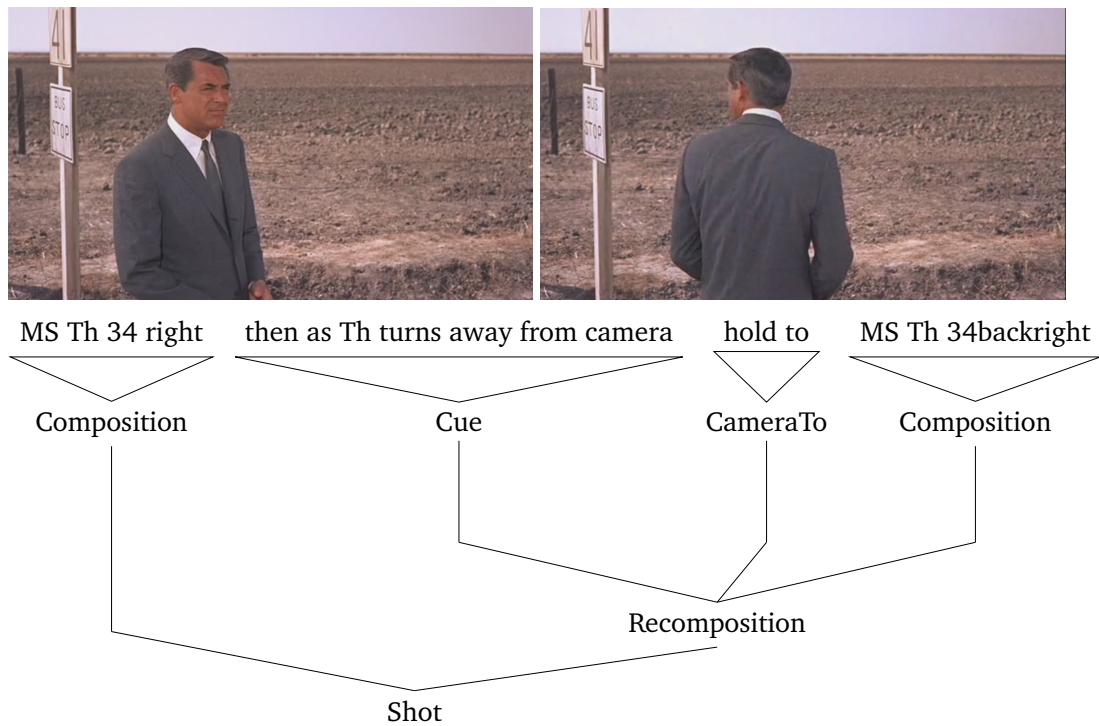 41
BUS
STOP
41
BUS
STOP
MS Th 34 right then as Th turns away from camera hold to MS Th 34backright
Composition Cue CameraTo Composition
Recomposition
Shot